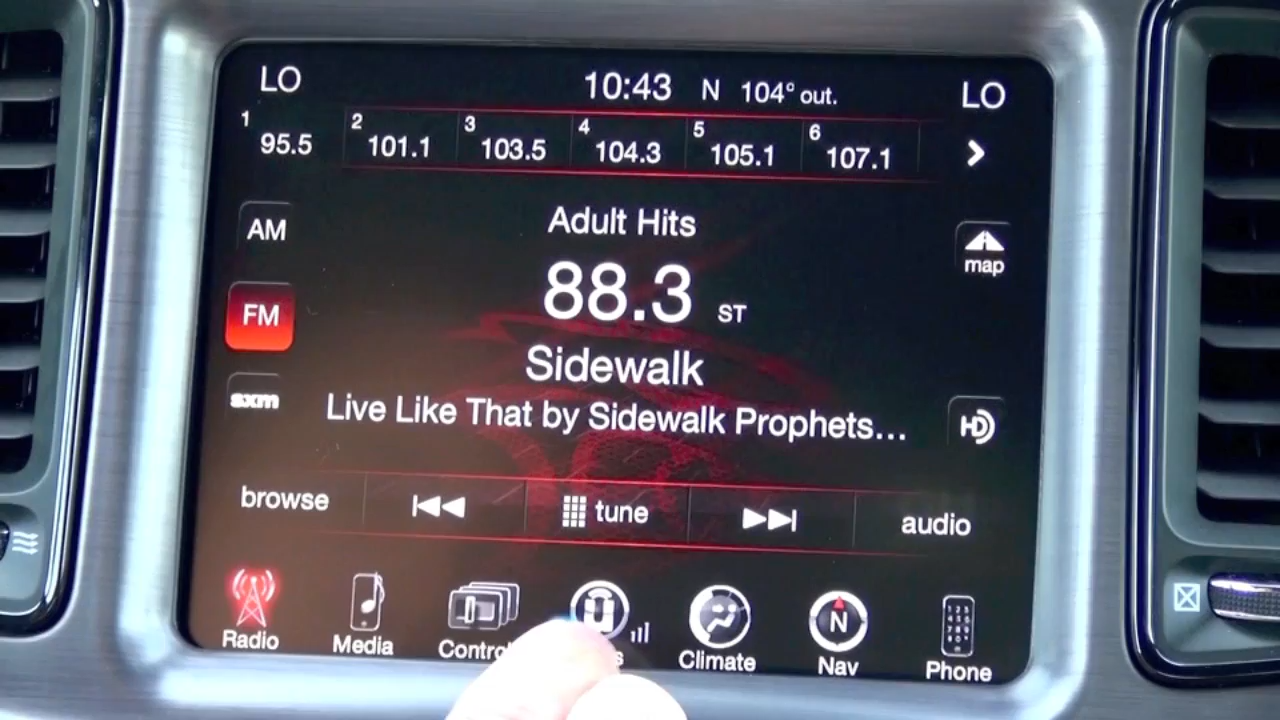 LO 10:43 N 104° out. LO
1 95.5 2 101.1 3 103.5 4 104.3 5 105.1 6 107.1
AM
Adult Hits
map
FM
88.3 ST
sxm
Sidewalk
Live Like That by Sidewalk Prophets...
HD
browse tune audio
N
Radio Media Climate Nav Phone